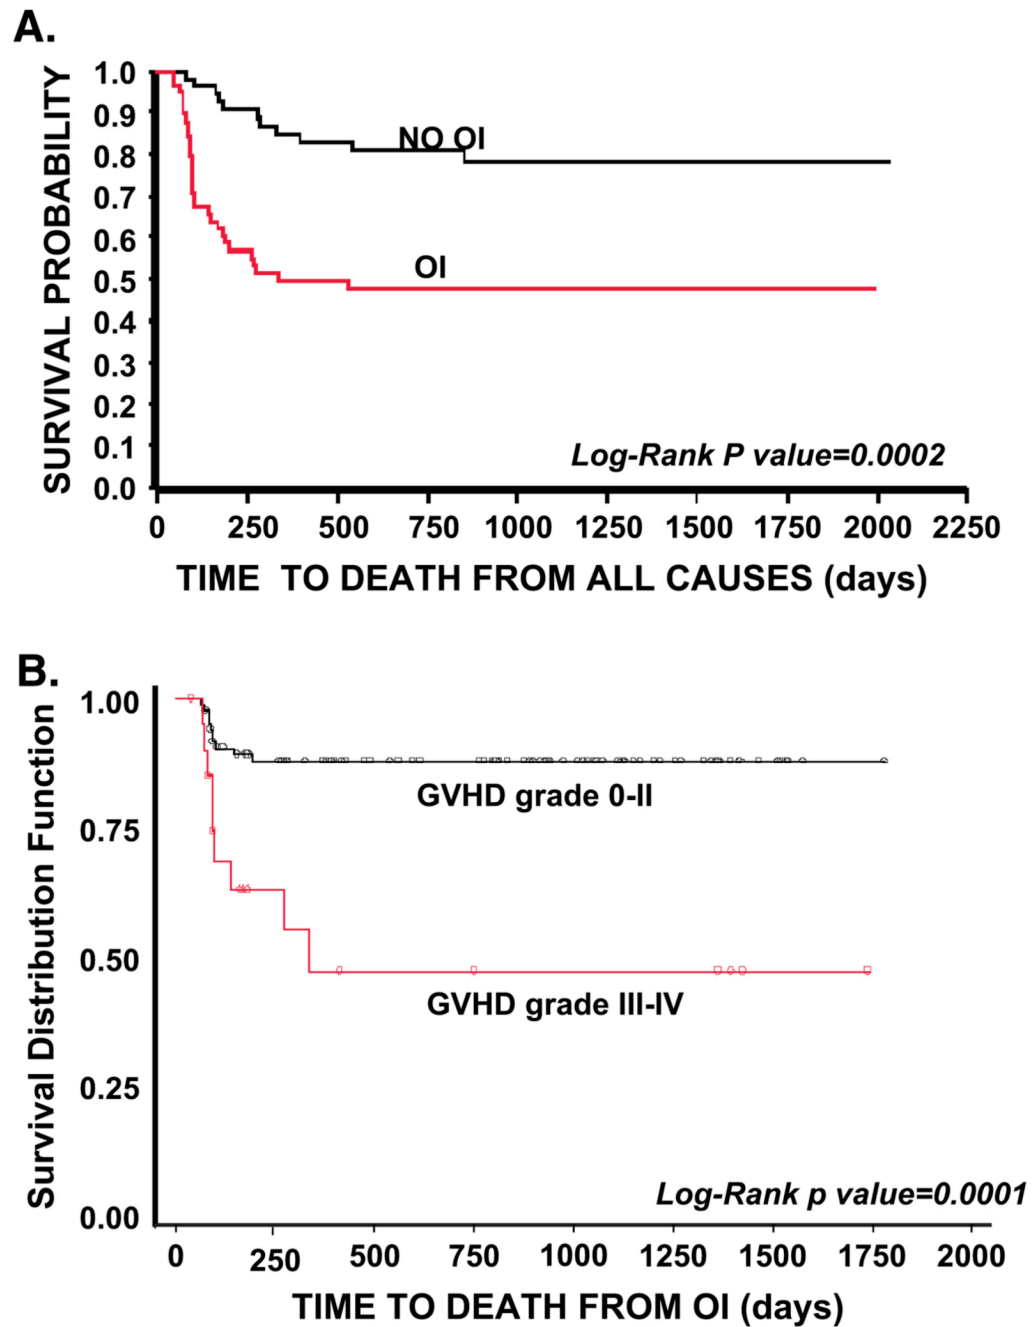 A.
SURVIVAL PROBABILITY
1.0
0.9
0.8
0.7
0.6
0.5
0.4
0.3
0.2
0.1
0.0
NO OI
OI
Log-Rank P value=0.0002
0 250 500 750 1000 1250 1500 1750 2000 2250
TIME TO DEATH FROM ALL CAUSES (days)
B.
Survival Distribution Function
1.00
0.75
0.50
0.25
0.00
GVHD grade 0-II
GVHD grade III-IV
Log-Rank p value=0.0001
0 250 500 750 1000 1250 1500 1750 2000
TIME TO DEATH FROM OI (days)